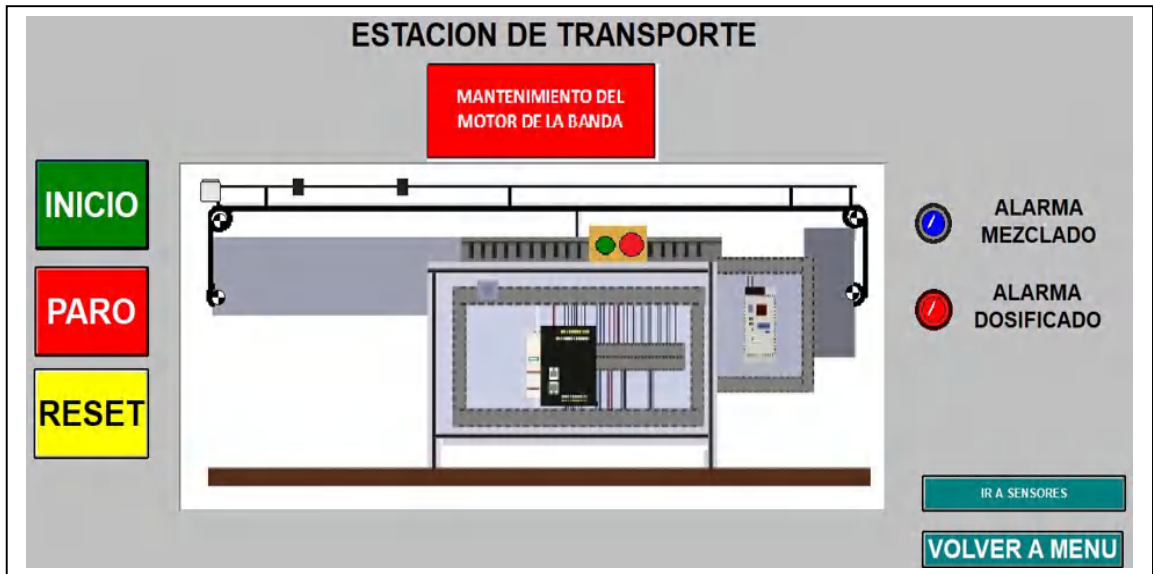 ESTACION DE TRANSPORTE
MANTENIMIENTO DEL
MOTOR DE LA BANDA
INICIO
PARO
RESET
ALARMA
MEZCLADO
ALARMA
DOSIFICADO
IR A SENSORES
VOLVER A MENU